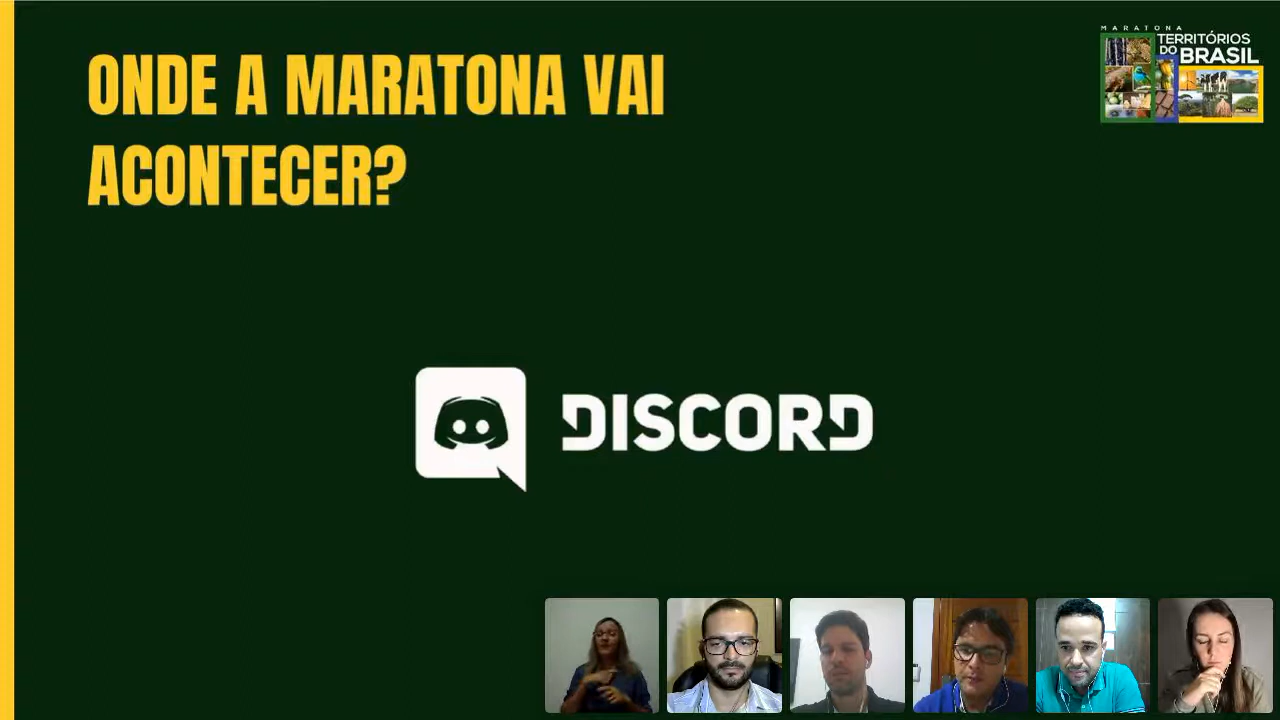 ONDE A MARATONA VAI
ACONTECER?
MARATONA
TERRITÓRIOS
DO BRASIL
DISCORD